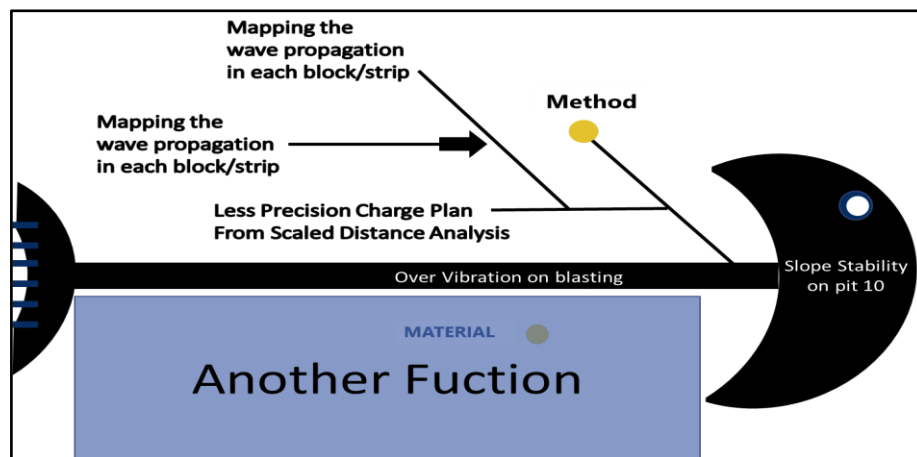 Mapping the
wave propagation
in each block/strip
Method
Mapping the
wave propagation
in each block/strip
Less Precision Charge Plan
From Scaled Distance Analysis
Over Vibration on blasting
Slope Stability
on pit 10
MATERIAL
Another Fuction